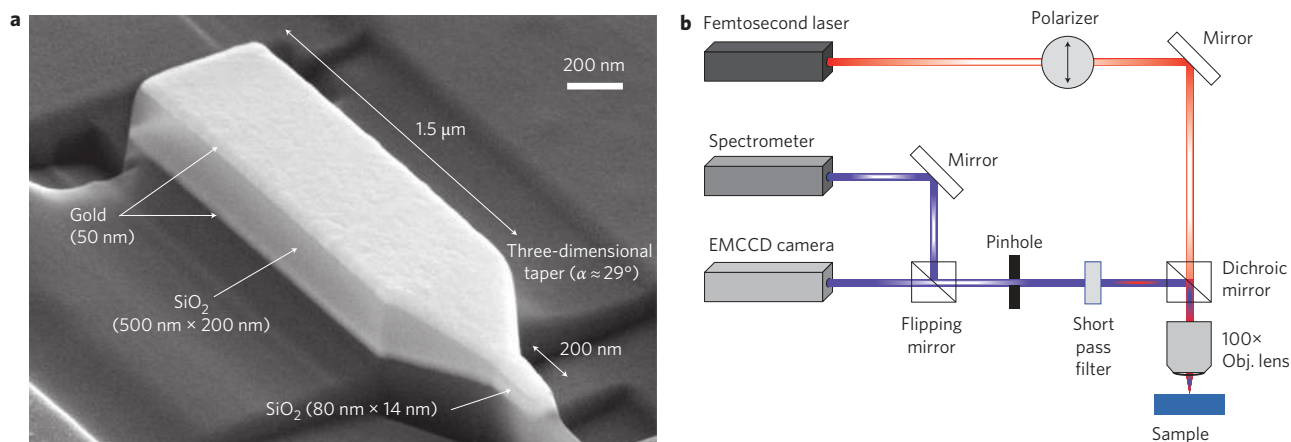 a
200 nm
1.5 μm
Gold
(50 nm)
Three-dimensional
taper (α ≈ 29°)
SiO₂
(500 nm × 200 nm)
200 nm
SiO₂ (80 nm × 14 nm)
b
Femtosecond laser
Polarizer
Mirror
Spectrometer
Mirror
EMCCD camera
Pinhole
Dichroic
mirror
Flipping
mirror
Short
pass
filter
100×
Obj. lens
Sample